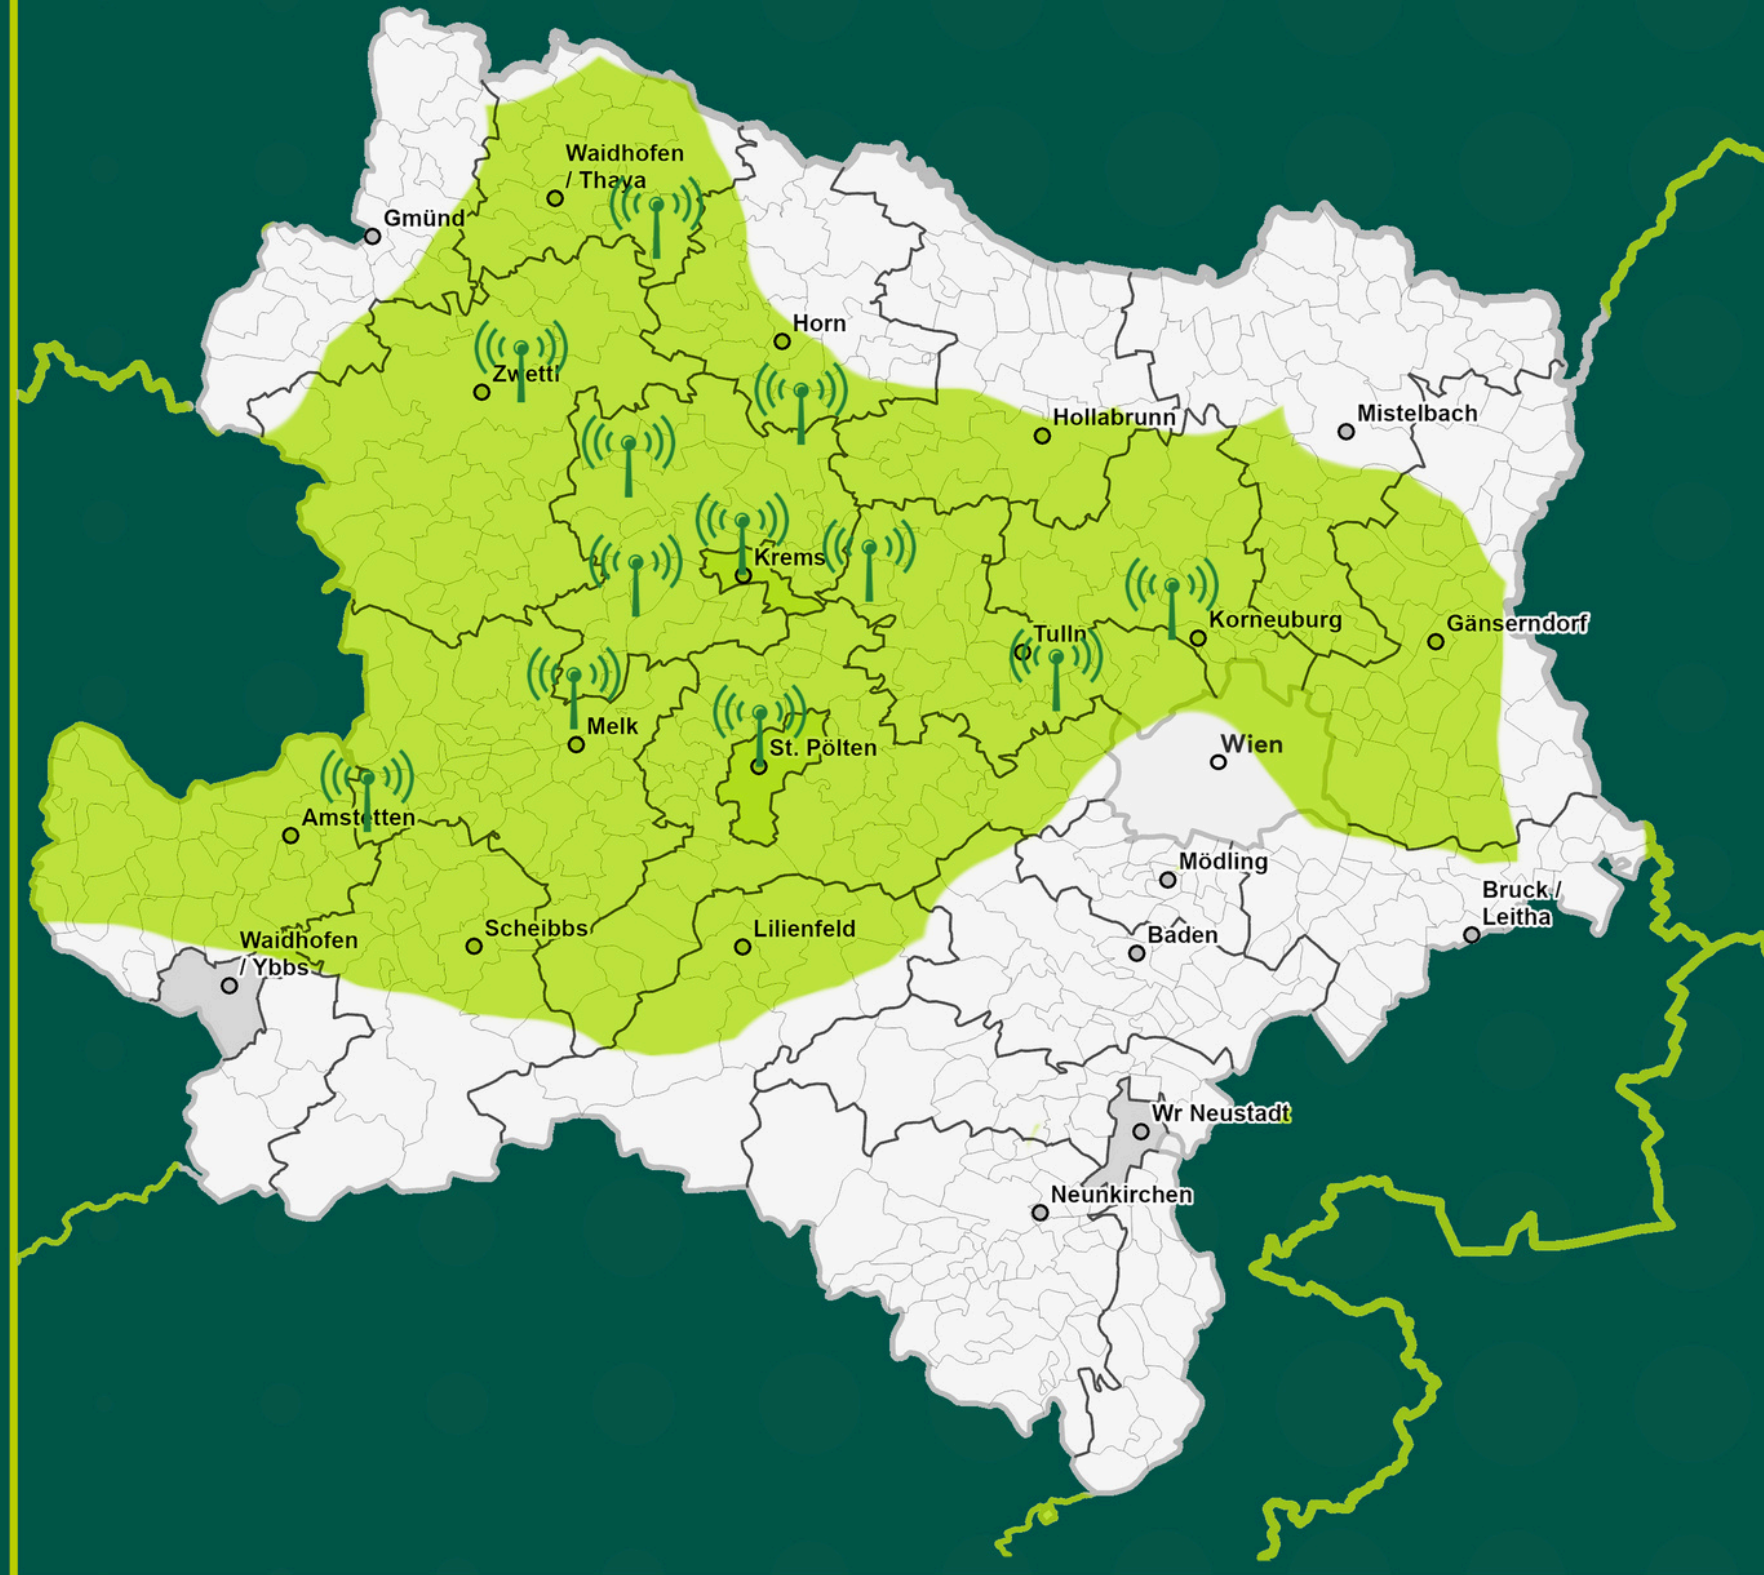 Waidhofen
/ Thaya
Gmünd
Horn
Zwettl
Mistelbach
Hollabrunn
Krems
Korneuburg
Gänserndorf
Tulln
Melk
St. Pölten
Wien
Amstetten
Mödling
Bruck /
Leitha
Scheibbs
Lilienfeld
Baden
Waidhofen
/ Ybbs
Wr Neustadt
Neunkirchen